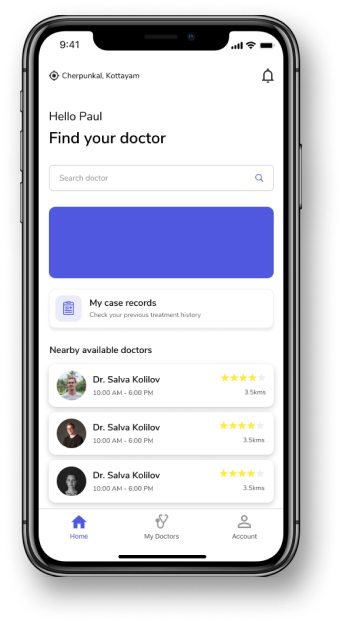 9:41
Cherpunkal, Kottayam
Hello Paul
Find your doctor
Search doctor
My case records
Check your previous treatment history
Nearby available doctors
Dr. Salva Kolilov
10:00 AM - 6:00 PM
3.5kms
Dr. Salva Kolilov
10:00 AM - 6:00 PM
3.5kms
Dr. Salva Kolilov
10:00 AM - 6:00 PM
3.5kms
Home
My Doctors
Account